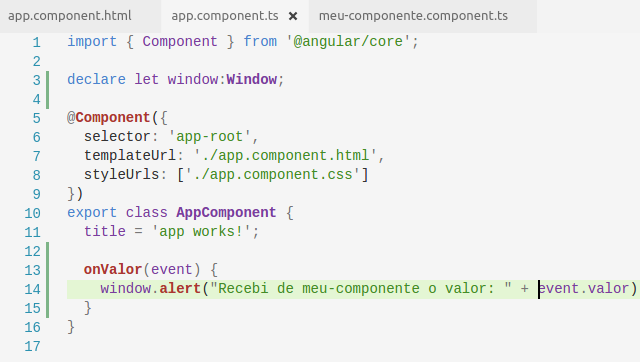 app.component.html app.component.ts × meu-componente.component.ts
1 import { Component } from '@angular/core';
2
3 declare let window:Window;
4
5 @Component({
6   selector: 'app-root',
7   templateUrl: './app.component.html',
8   styleUrls: ['./app.component.css']
9 })
10 export class AppComponent {
11   title = 'app works!';
12
13   onValor(event) {
14     window.alert("Recebi de meu-componente o valor: " + event.valor)
15   }
16 }
17